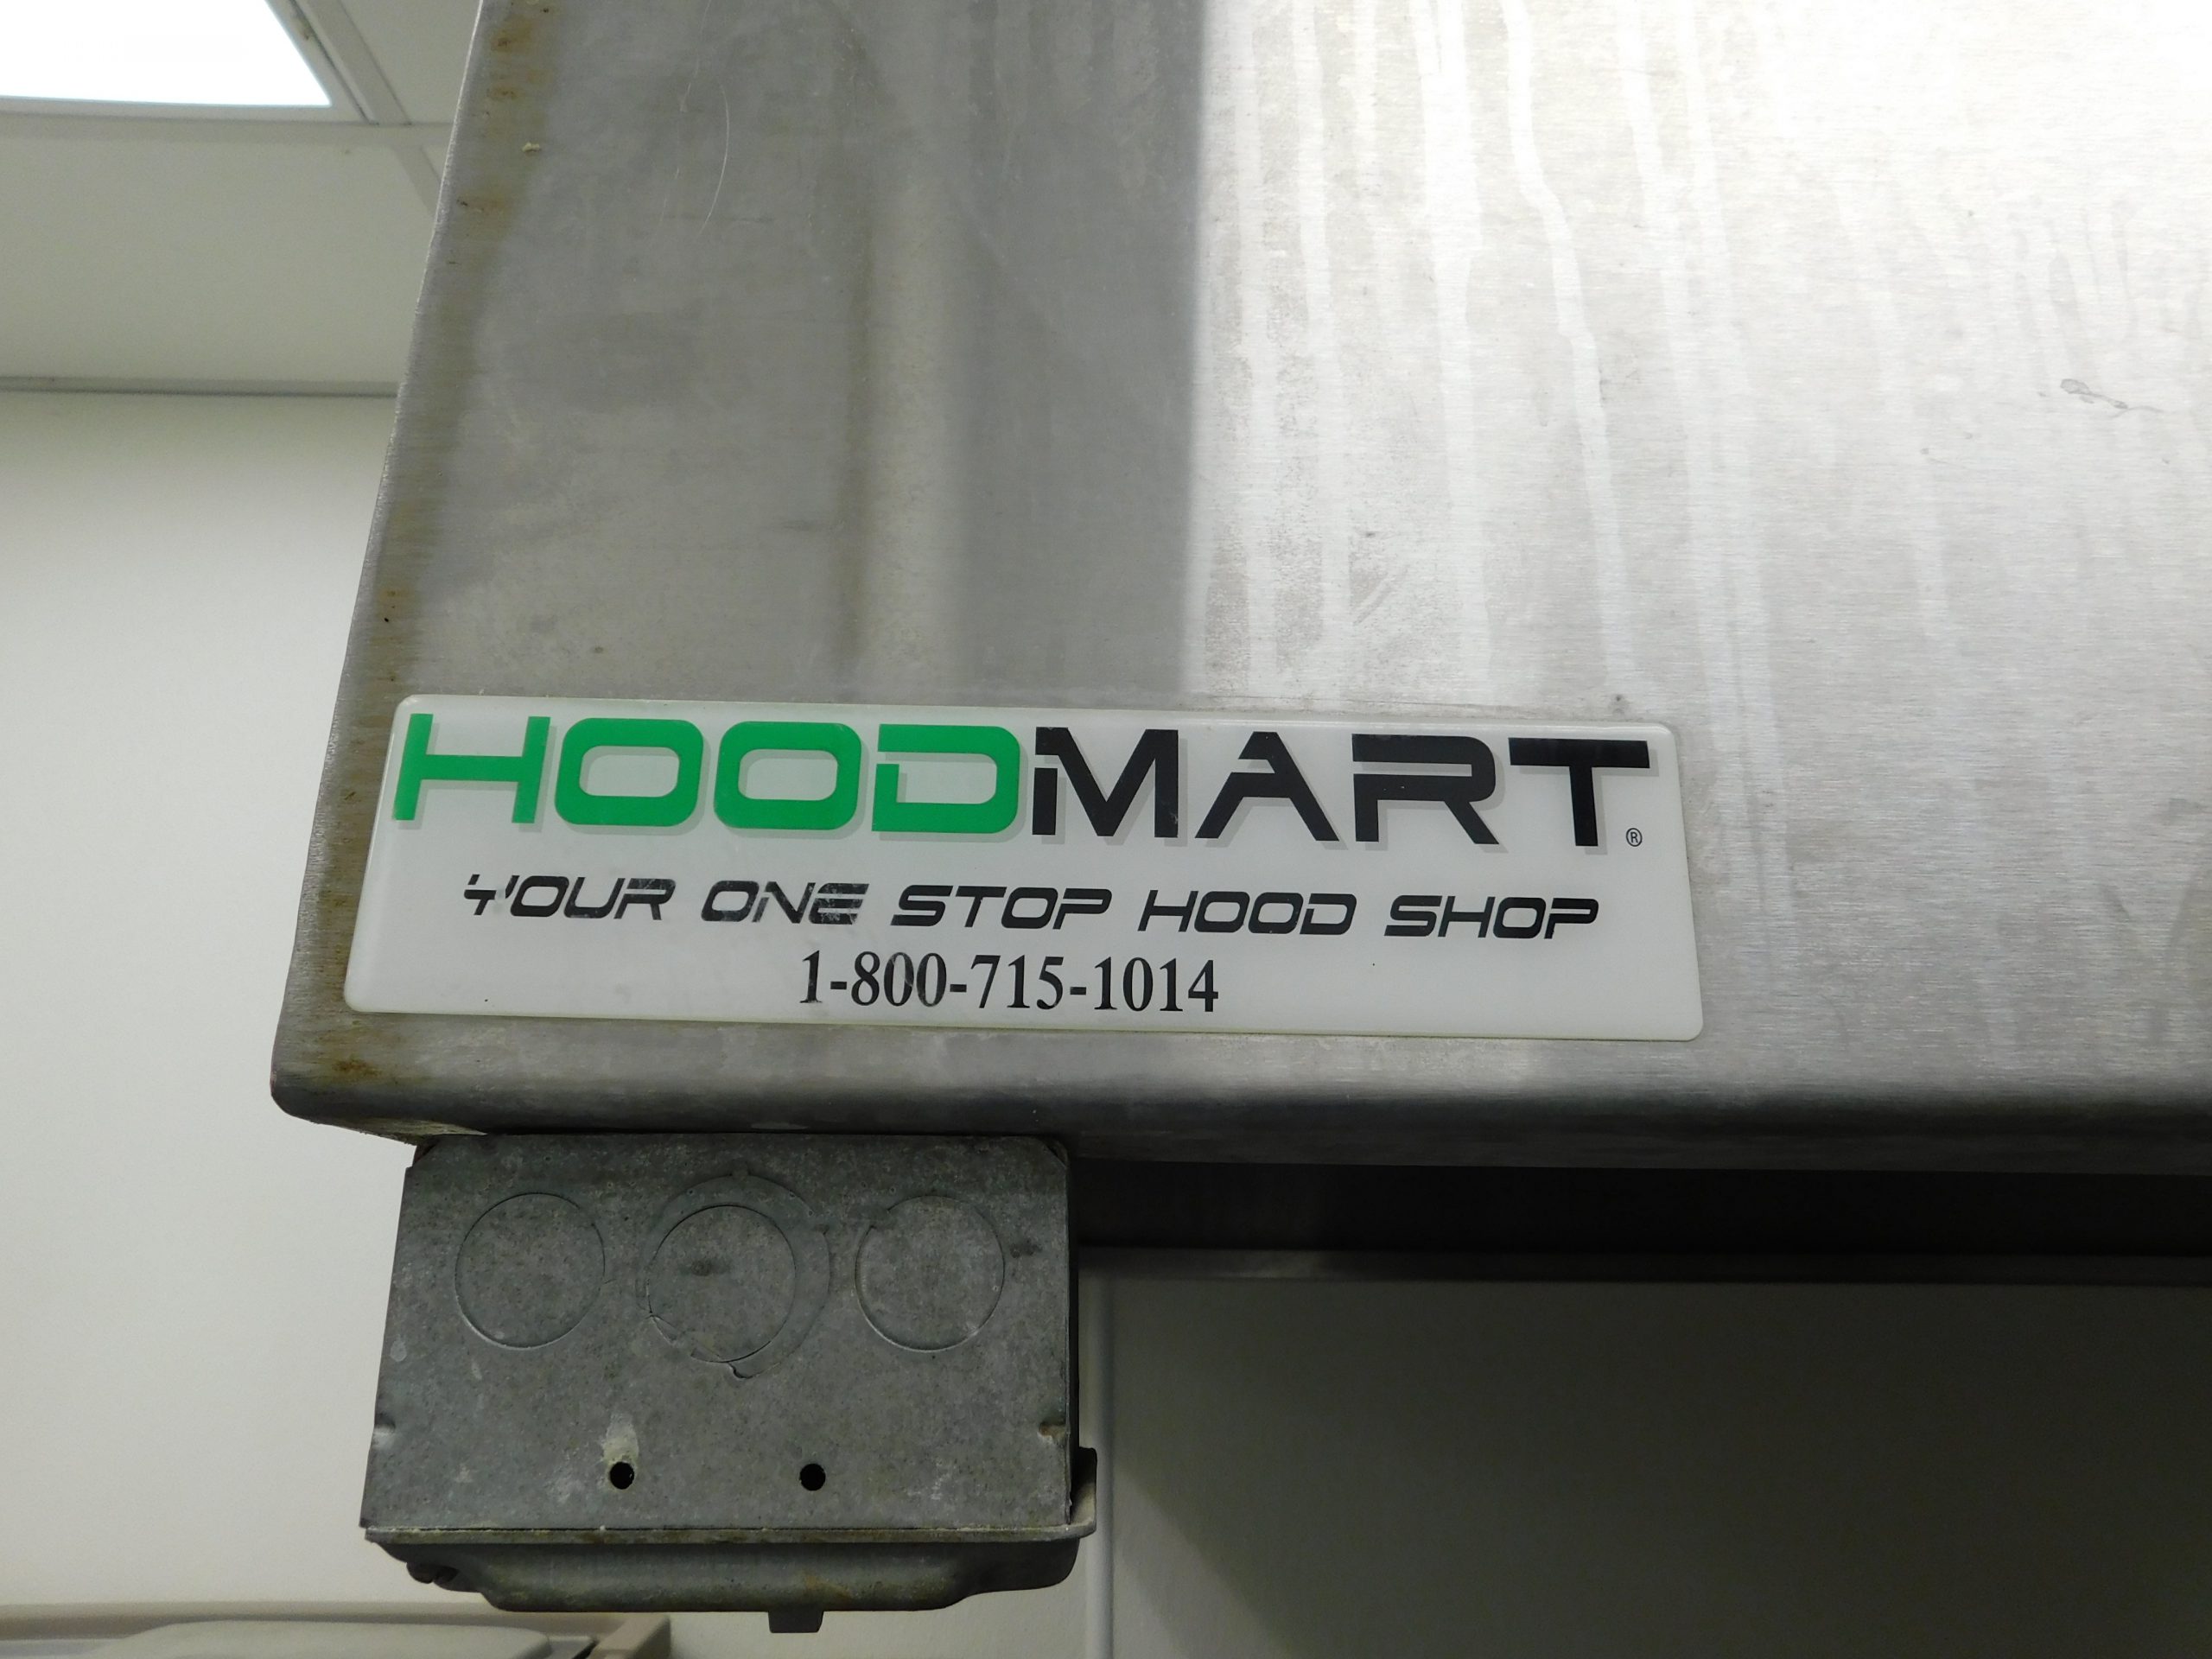 HOODMART®
YOUR ONE STOP HOOD SHOP
1-800-715-1014